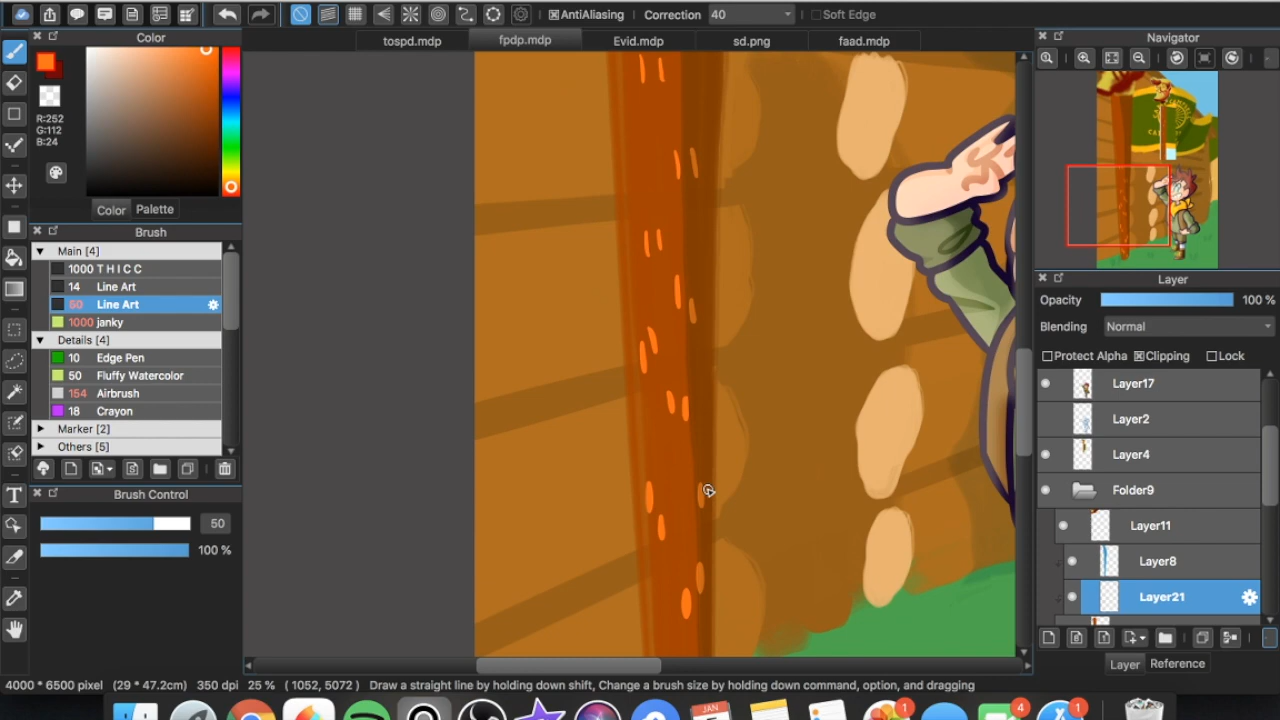 AntiAliasing Correction 40 Soft Edge
Color
tospd.mdp fpdp.mdp Evid.mdp sd.png faad.mdp
Navigator
R:252
G:112
B:24
Color Palette
Brush
Main [4]
1000 T H I C C
14 Line Art
50 Line Art
1000 janky
Details [4]
10 Edge Pen
50 Fluffy Watercolor
154 Airbrush
18 Crayon
Marker [2]
Others [5]
Brush Control
50
100 %
Layer
Opacity 100 %
Blending Normal
Protect Alpha Clipping Lock
Layer17
Layer2
Layer4
Folder9
Layer11
Layer8
Layer21
Layer Reference
4000 * 6500 pixel (29 * 47.2cm) 350 dpi 25 % ( 1052, 5072 ) Draw a straight line by holding down shift, Change a brush size by holding down command, option, and dragging
JAN 1 4 1